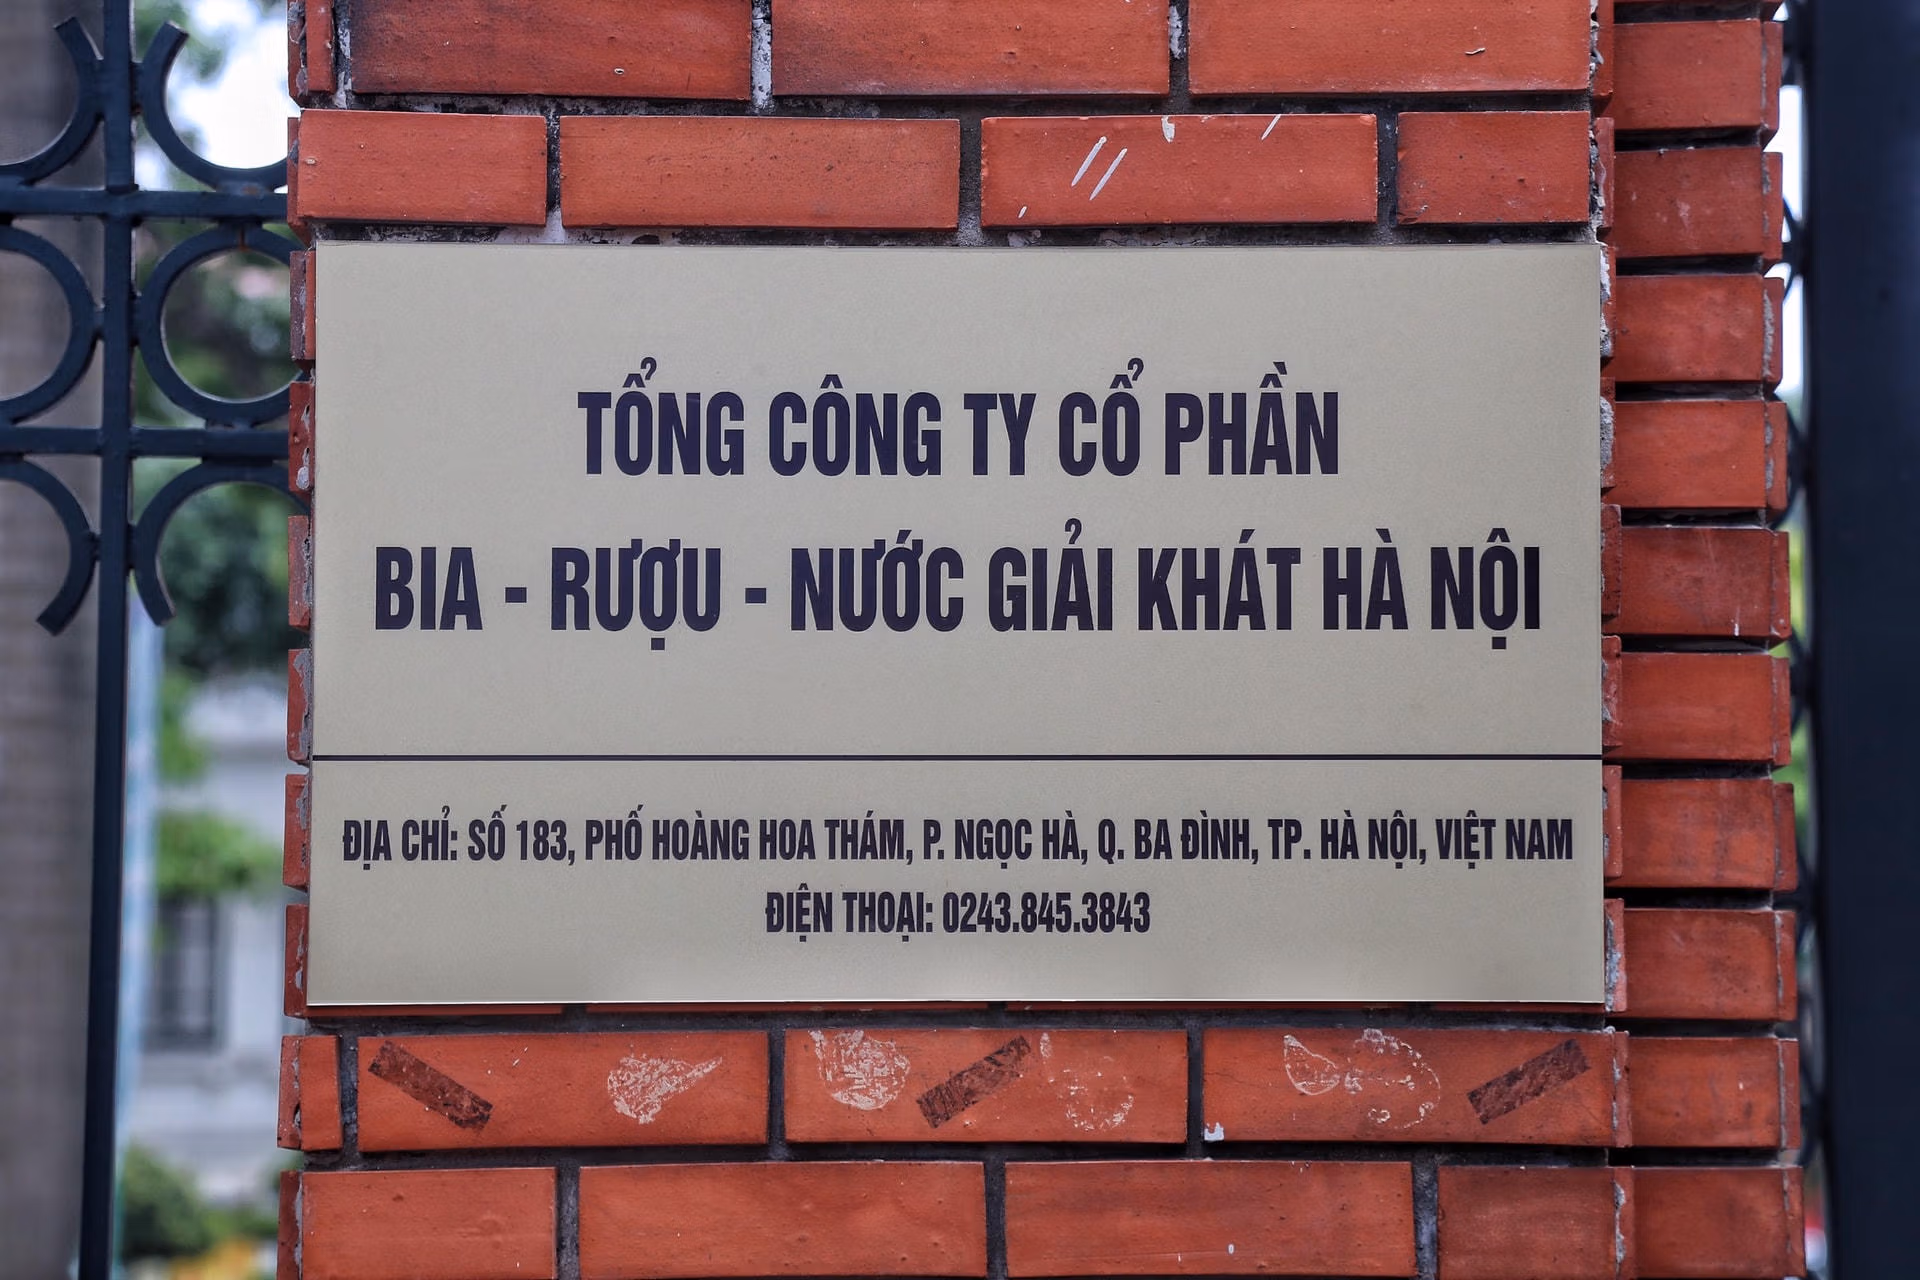 TỔNG CÔNG TY CỔ PHẦN
BIA - RƯỢU - NƯỚC GIẢI KHÁT HÀ NỘI
ĐỊA CHỈ: SỐ 183, PHỐ HOÀNG HOA THÁM, P. NGỌC HÀ, Q. BA ĐÌNH, TP. HÀ NỘI, VIỆT NAM
ĐIỆN THOẠI: 0243.845.3843